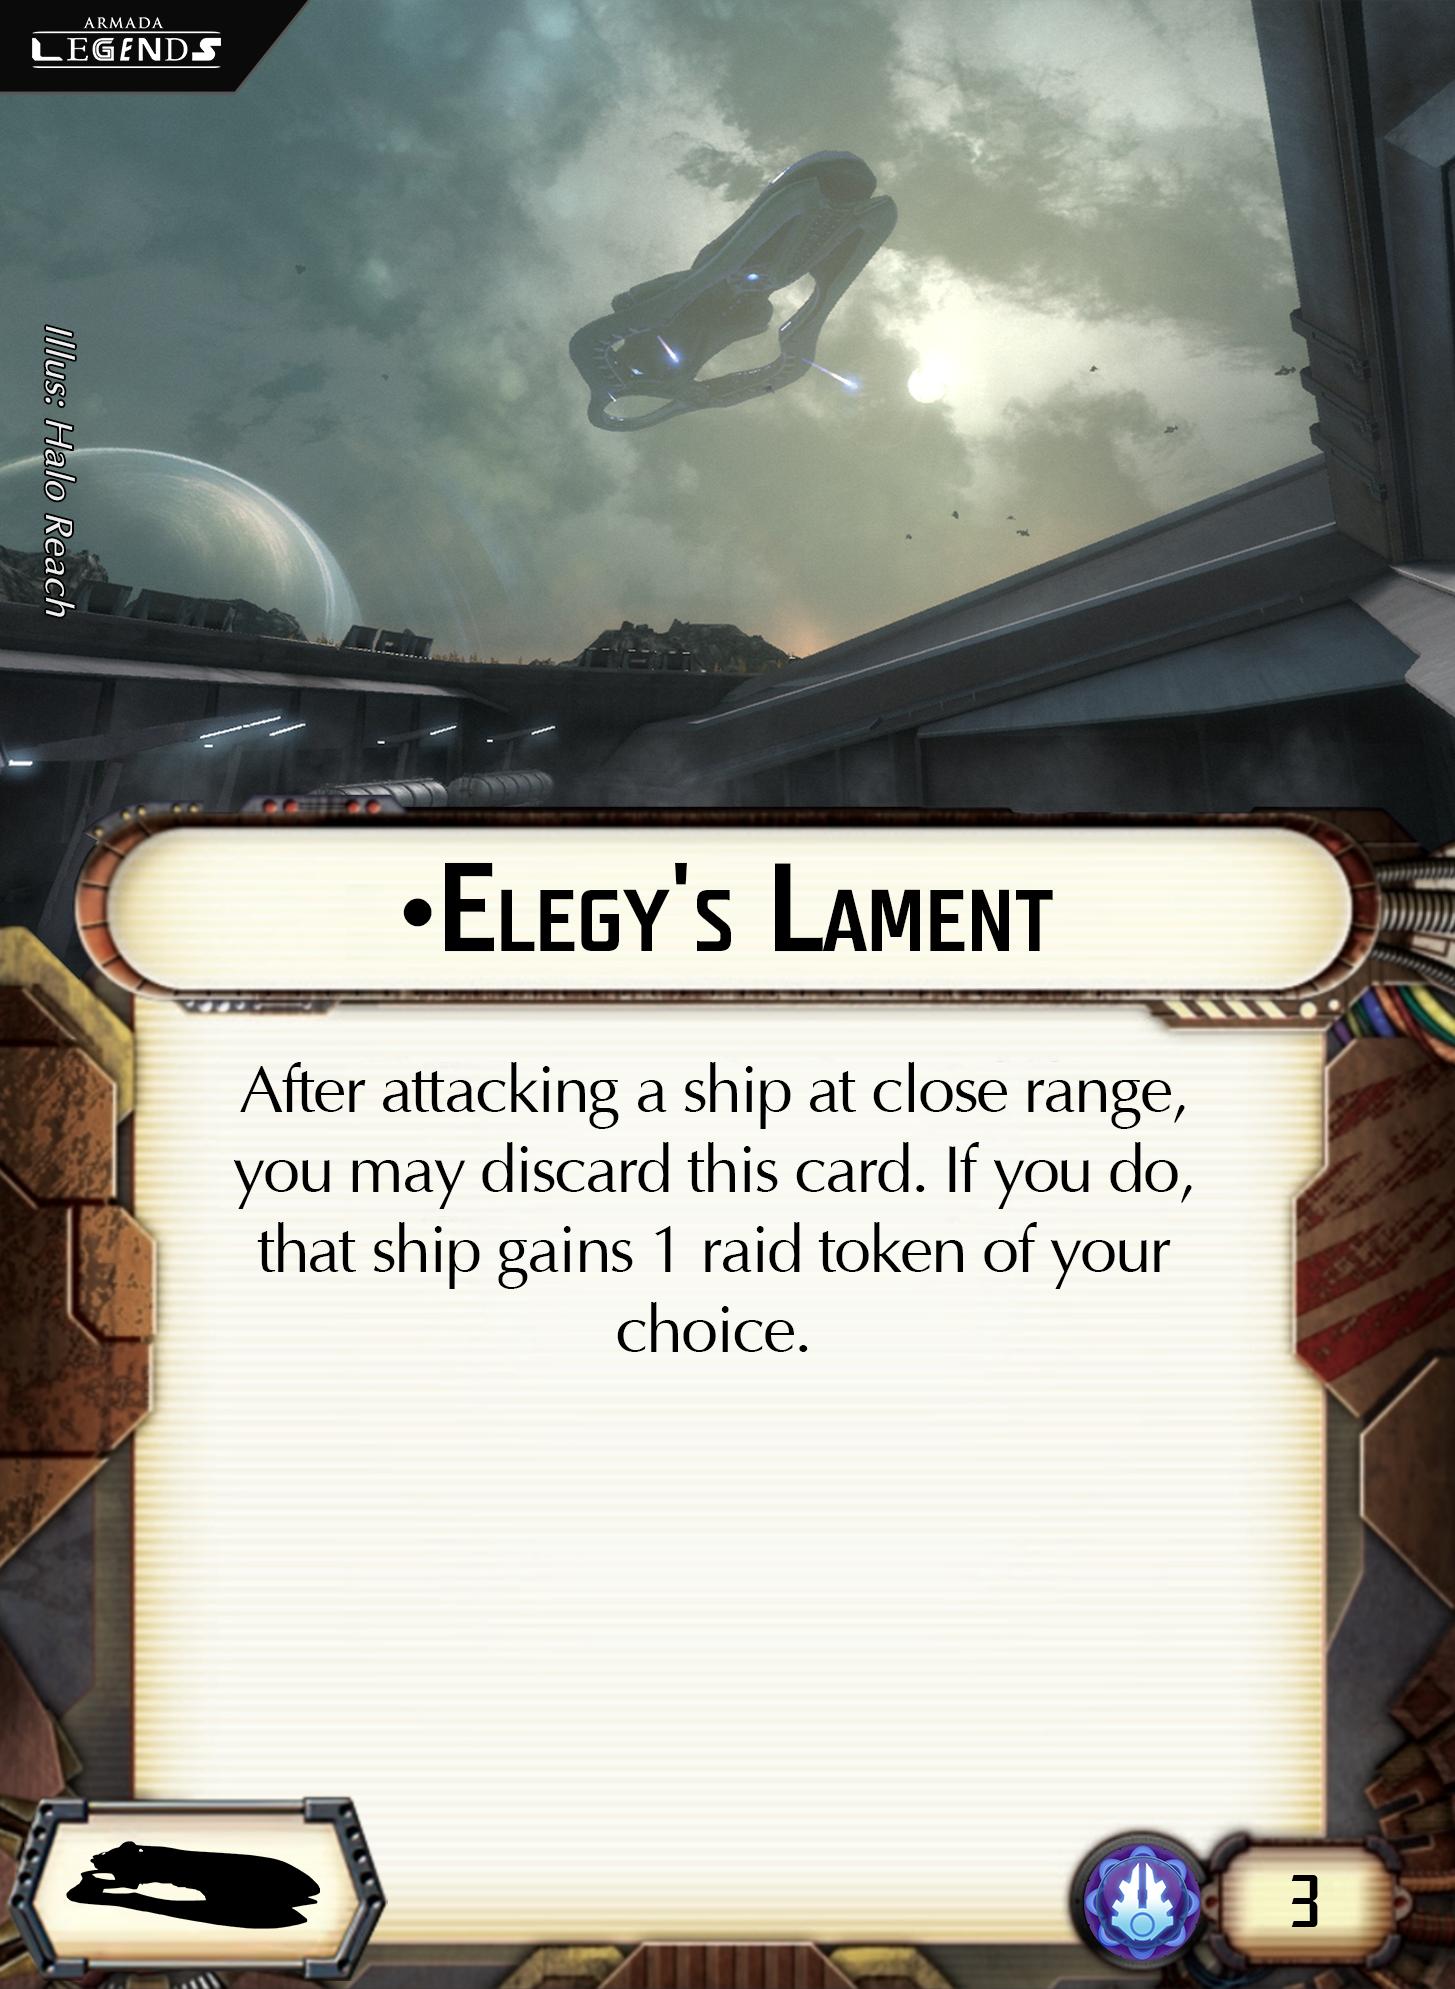 ARMADA
LEGENDS
Illus: Halo Reach
•Elegy's Lament
After attacking a ship at close range,
you may discard this card. If you do,
that ship gains 1 raid token of your
choice.
3